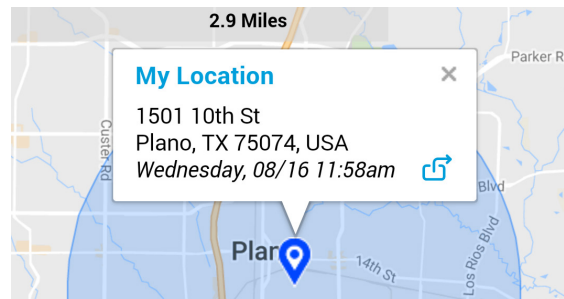 2.9 Miles
My Location
1501 10th St
Plano, TX 75074, USA
Wednesday, 08/16 11:58am
Parker R
Custer Rd
Blvd
Los Rios Blvd
Plan
14th St